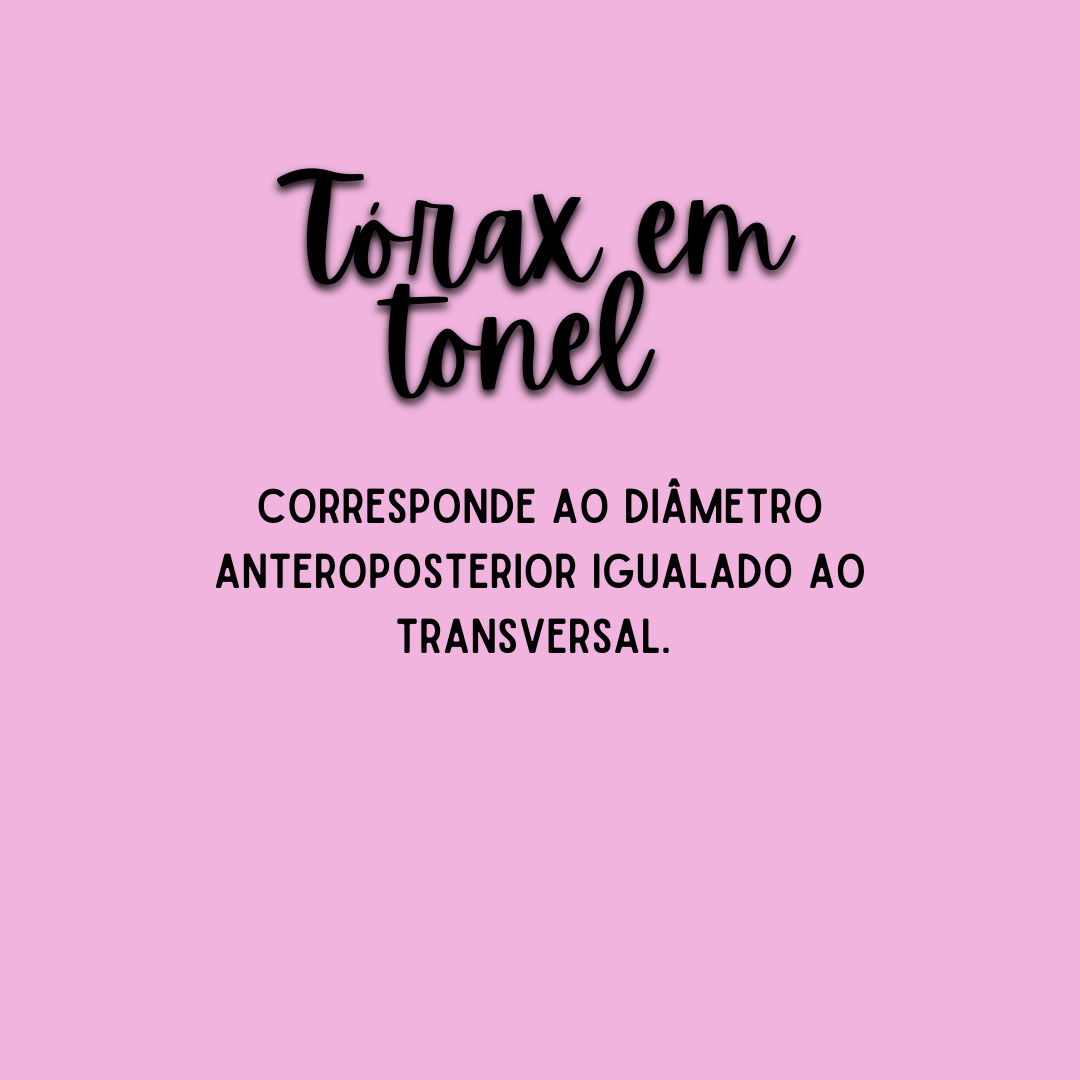 Tórax em
tonel
CORRESPONDE AO DIÂMETRO
ANTEROPOSTERIOR IGUALADO AO
TRANSVERSAL.